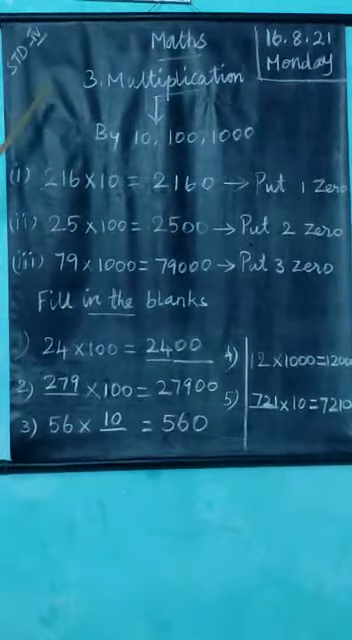 STD:IV
Maths
16.8.21
Monday
3. Multiplication
By 10, 100, 1000
(i) 216×10 = 2160 → Put 1 zero
(ii) 25×100 = 2500 → Put 2 zero
(iii) 79×1000 = 79000 → Put 3 zero
Fill in the blanks
1) 24×100 = 2400
2) 279 ×100 = 27900
3) 56× 10 = 560
4) 12×1000=1200
5) 721×10=7210